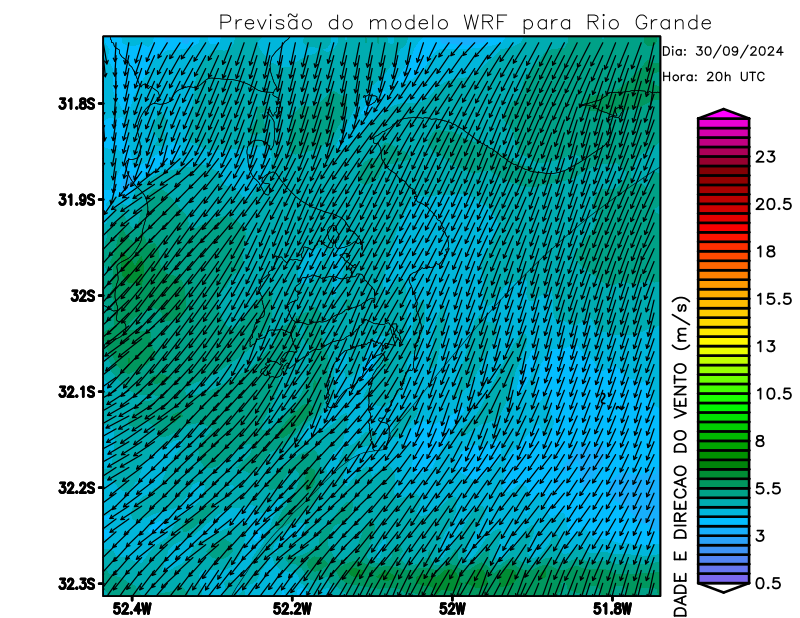 Previsão do modelo WRF para Rio Grande
Dia: 30/09/2024
Hora: 20h UTC
31.8S
31.9S
32S
32.1S
32.2S
32.3S
52.4W
52.2W
52W
51.8W
DADE E DIRECAO DO VENTO (m/s)
23
20.5
18
15.5
13
10.5
8
5.5
3
0.5